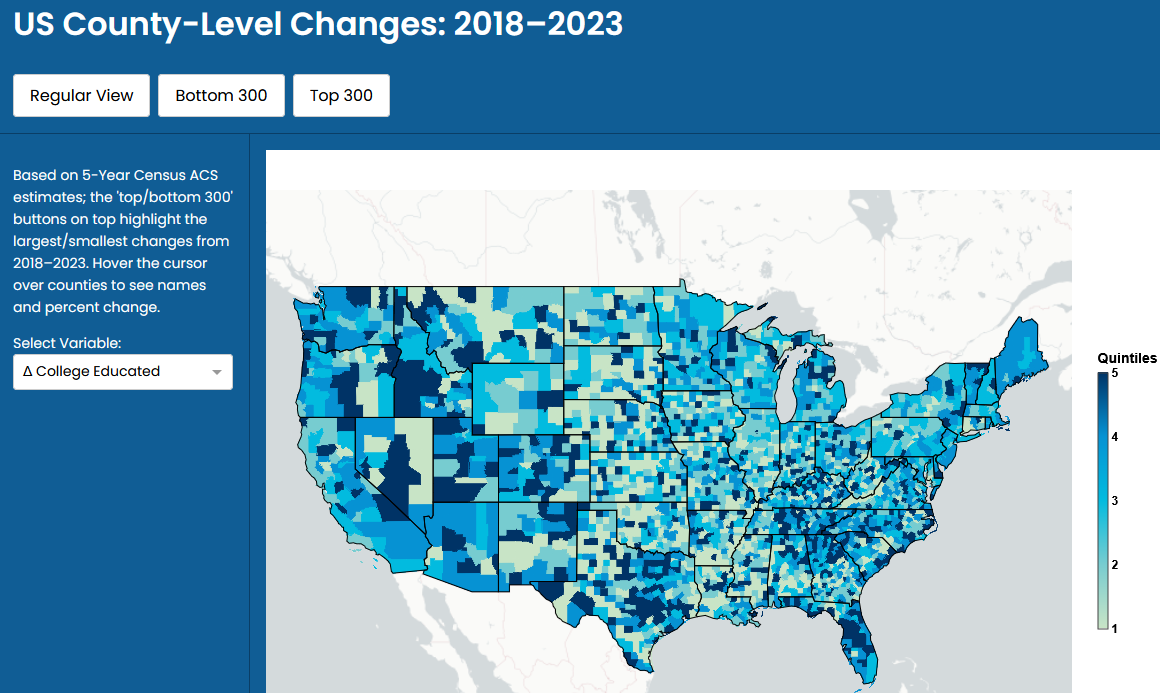 US County-Level Changes: 2018–2023
Regular View
Bottom 300
Top 300
Based on 5-Year Census ACS
estimates; the 'top/bottom 300'
buttons on top highlight the
largest/smallest changes from
2018–2023. Hover the cursor
over counties to see names
and percent change.
Select Variable:
Δ College Educated
Quintiles
5
4
3
2
1